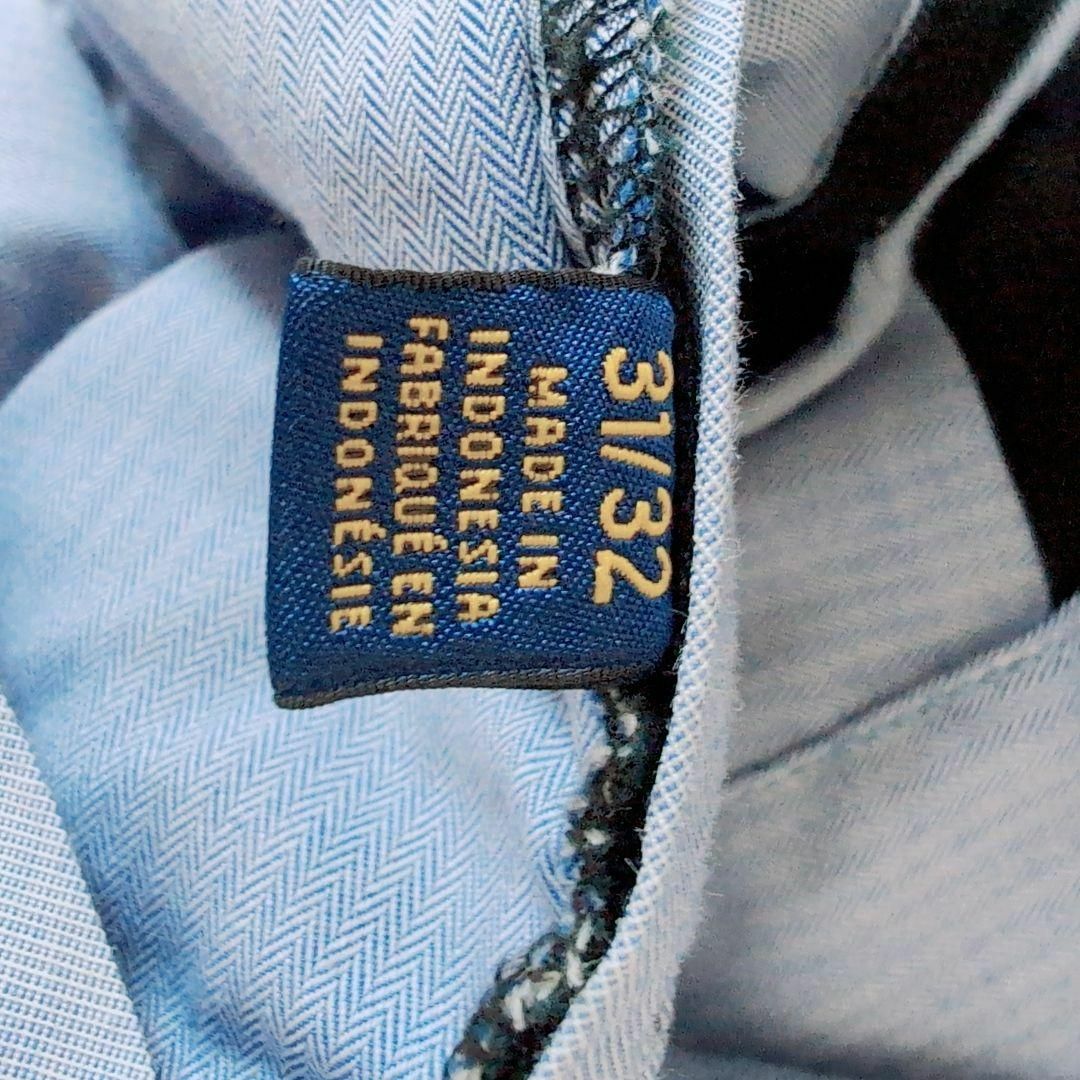 31/32
MADE IN
INDONESIA
FABRIQUÉ EN
INDONÉSIE